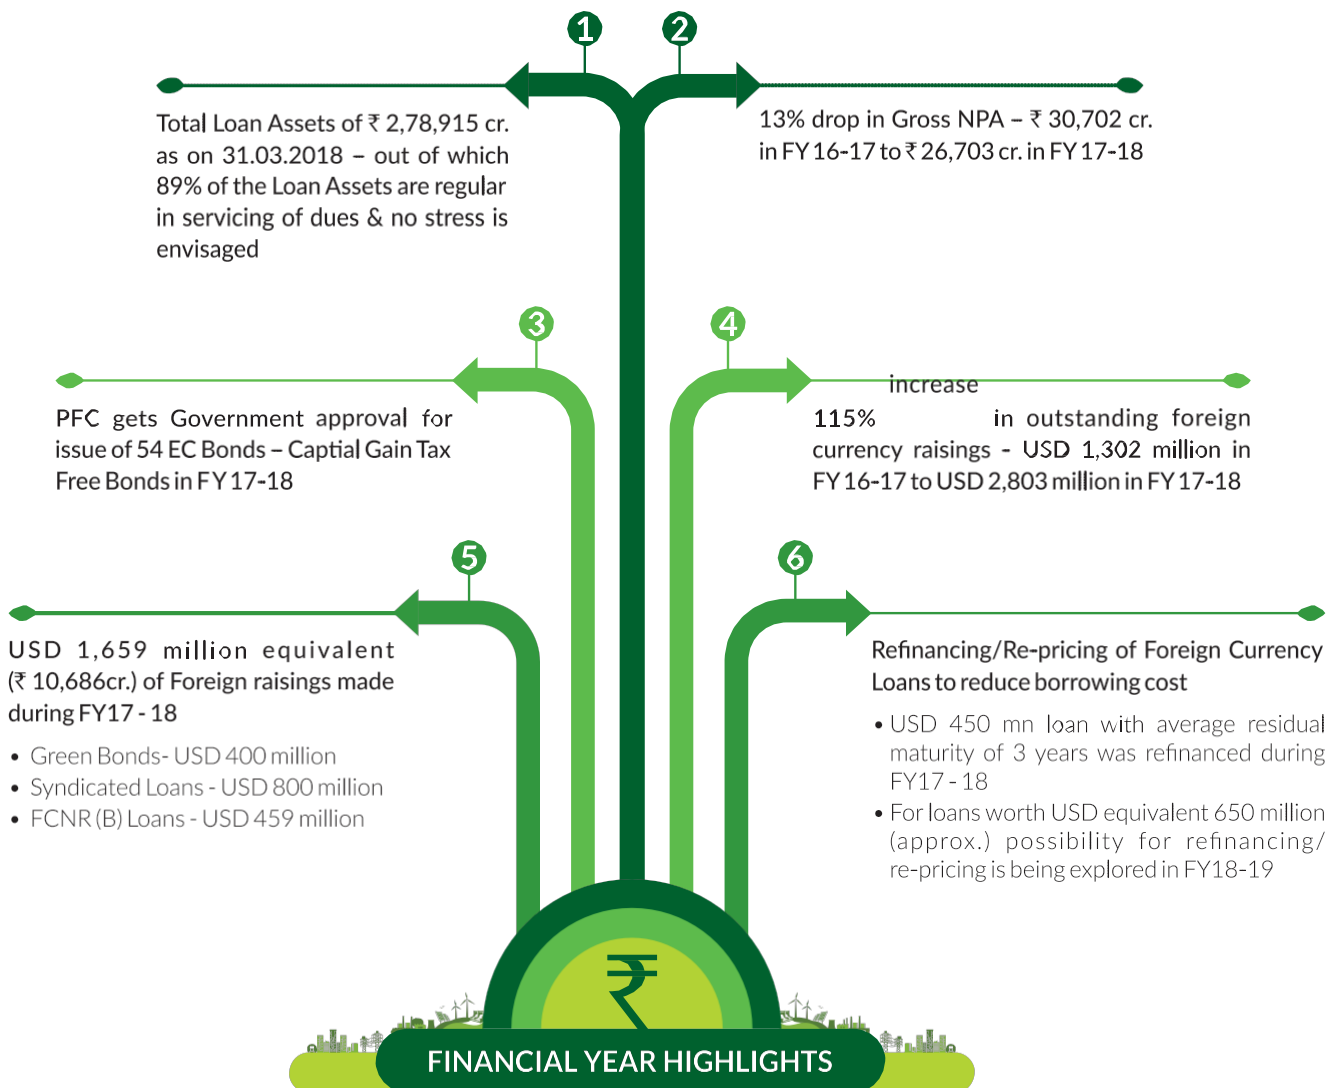 1
Total Loan Assets of ₹ 2,78,915 cr.
as on 31.03.2018 – out of which
89% of the Loan Assets are regular
in servicing of dues & no stress is
envisaged
2
13% drop in Gross NPA – ₹ 30,702 cr.
in FY 16-17 to ₹ 26,703 cr. in FY 17-18
3
PFC gets Government approval for
issue of 54 EC Bonds – Captial Gain Tax
Free Bonds in FY 17-18
4
increase
115% in outstanding foreign
currency raisings - USD 1,302 million in
FY 16-17 to USD 2,803 million in FY 17-18
5
USD 1,659 million equivalent
(₹ 10,686cr.) of Foreign raisings made
during FY17 - 18
• Green Bonds- USD 400 million
• Syndicated Loans - USD 800 million
• FCNR (B) Loans - USD 459 million
6
Refinancing/Re-pricing of Foreign Currency
Loans to reduce borrowing cost
• USD 450 mn loan with average residual
maturity of 3 years was refinanced during
FY17 - 18
• For loans worth USD equivalent 650 million
(approx.) possibility for refinancing/
re-pricing is being explored in FY18-19
₹
FINANCIAL YEAR HIGHLIGHTS